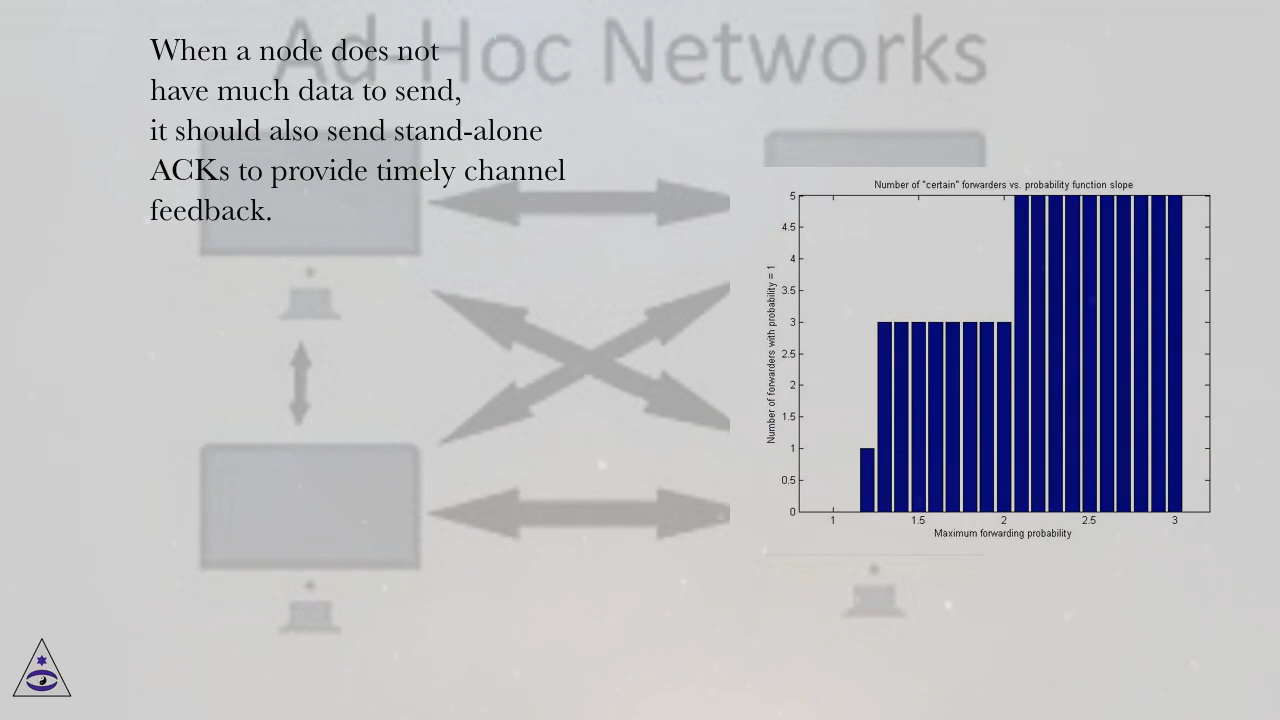 Ad-Hoc Networks
When a node does not
have much data to send,
it should also send stand-alone
ACKs to provide timely channel
feedback.
Number of "certain" forwarders vs. probability function slope
Number of forwarders with probability = 1
5
4.5
4
3.5
3
2.5
2
1.5
1
0.5
0
1 1.5 2 2.5 3
Maximum forwarding probability